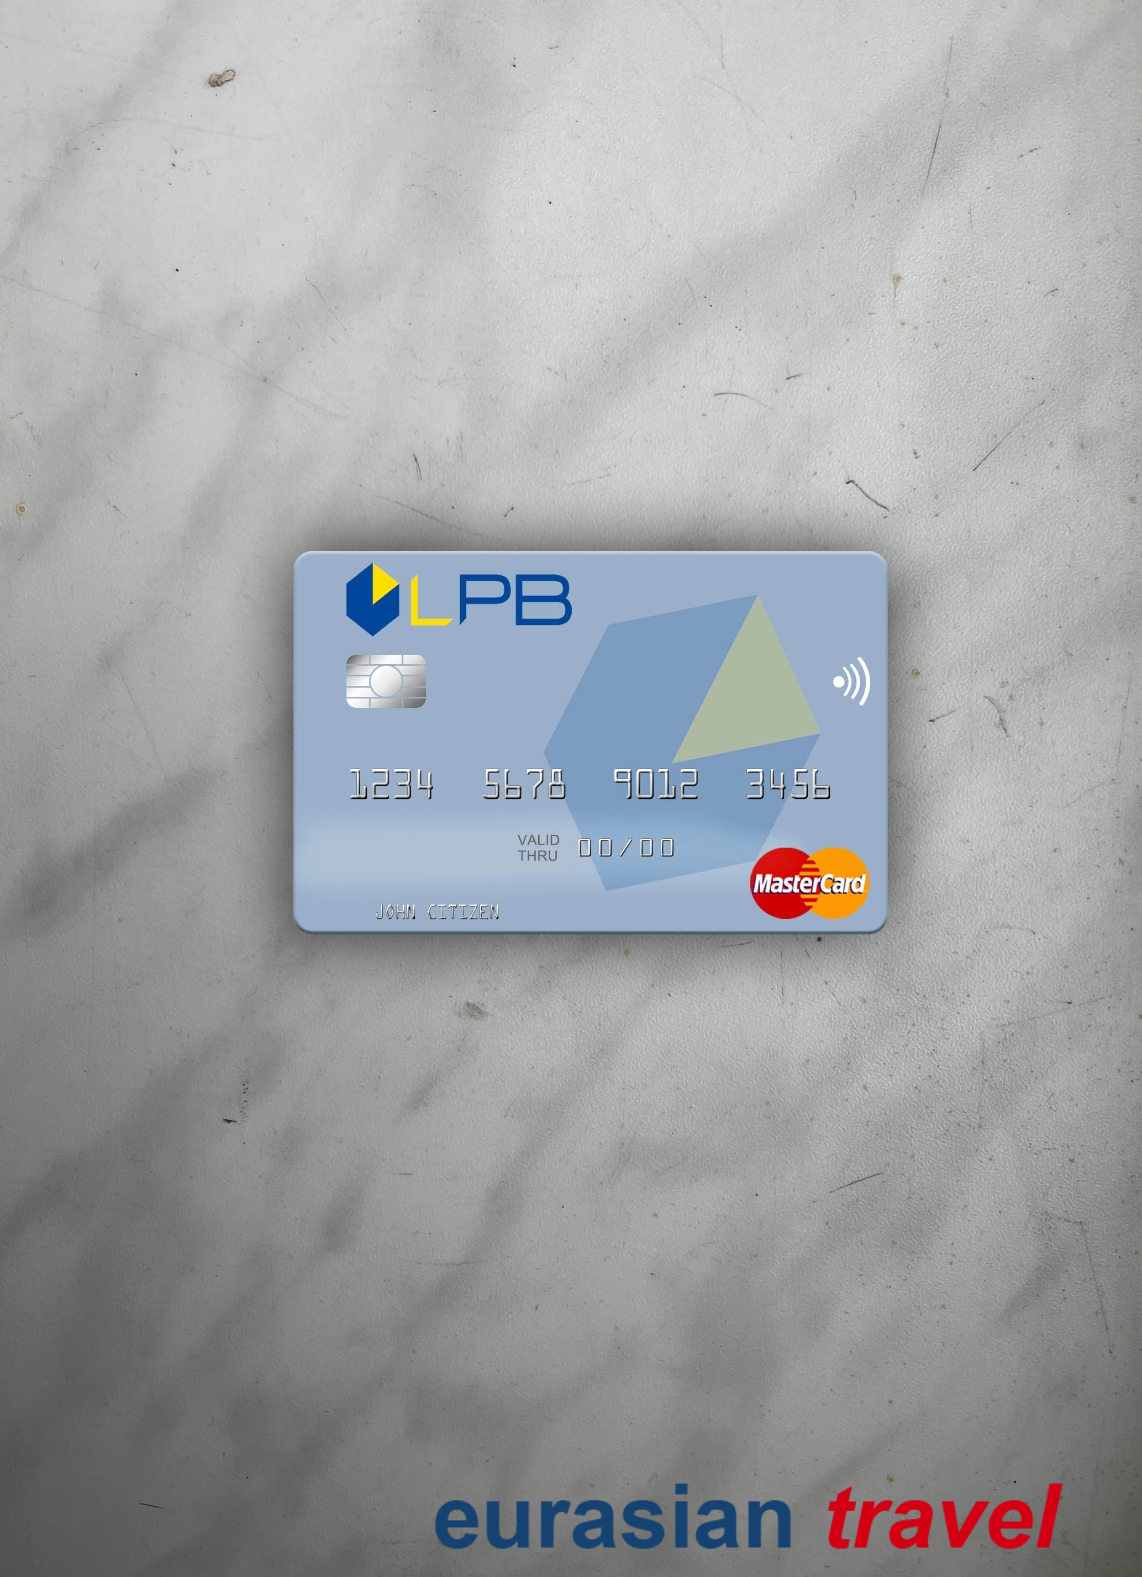 LPB
1234 5678 9012 3456
VALID
THRU 00/00
MasterCard
JOHN CITIZEN
eurasian travel